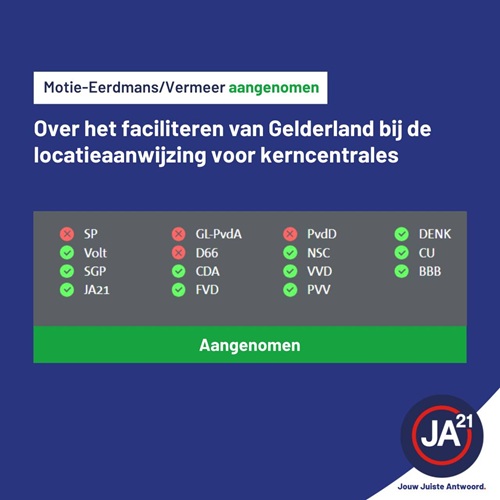 Motie-Eerdmans/Vermeer aangenomen
Over het faciliteren van Gelderland bij de
locatieaanwijzing voor kerncentrales
SP GL-PvdA PvdD DENK
Volt D66 NSC CU
SGP CDA VVD BBB
JA21 FVD PVV
Aangenomen
JA21
Jouw Juiste Antwoord.